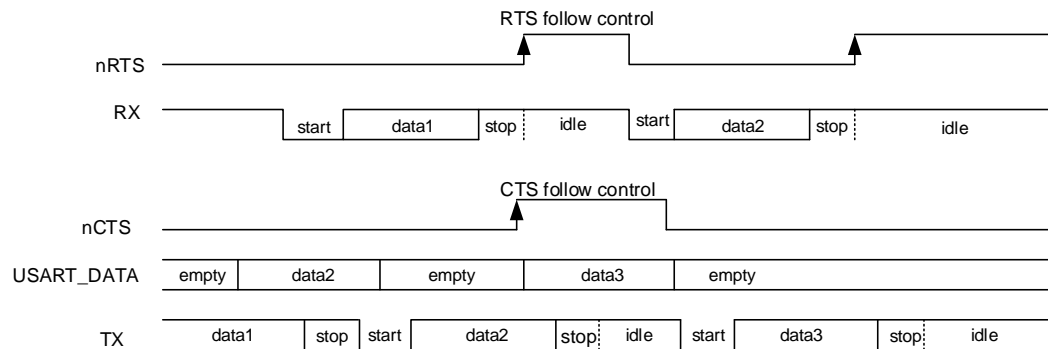 RTS follow control
nRTS
RX start data1 stop idle start data2 stop idle
CTS follow control
nCTS
USART_DATA empty data2 empty data3 empty
TX data1 stop start data2 stop idle start data3 stop idle